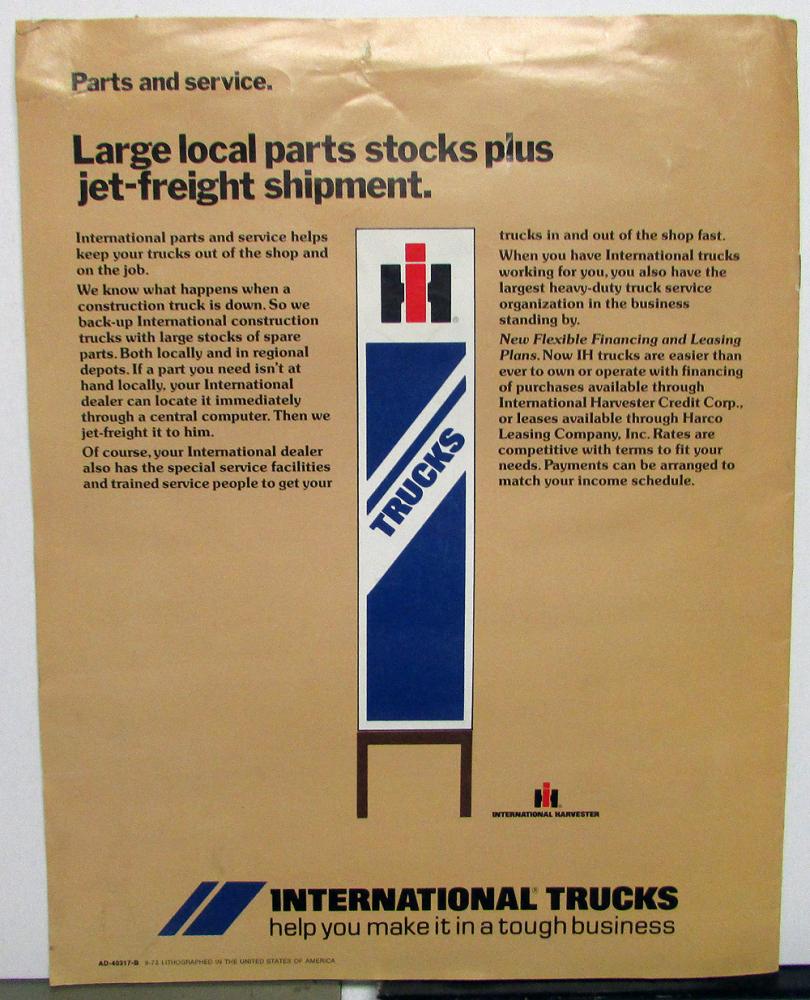 Parts and service.
Large local parts stocks plus
jet-freight shipment.
International parts and service helps
keep your trucks out of the shop and
on the job.
We know what happens when a
construction truck is down. So we
back-up International construction
trucks with large stocks of spare
parts. Both locally and in regional
depots. If a part you need isn't at
hand locally, your International
dealer can locate it immediately
through a central computer. Then we
jet-freight it to him.
Of course, your International dealer
also has the special service facilities
and trained service people to get your
trucks in and out of the shop fast.
When you have International trucks
working for you, you also have the
largest heavy-duty truck service
organization in the business
standing by.
New Flexible Financing and Leasing
Plans. Now IH trucks are easier than
ever to own or operate with financing
of purchases available through
International Harvester Credit Corp.,
or leases available through Harco
Leasing Company, Inc. Rates are
competitive with terms to fit your
needs. Payments can be arranged to
match your income schedule.
IH®
TRUCKS
IH®
INTERNATIONAL HARVESTER
INTERNATIONAL® TRUCKS
help you make it in a tough business
AD-40317-B 9-73 LITHOGRAPHED IN THE UNITED STATES OF AMERICA